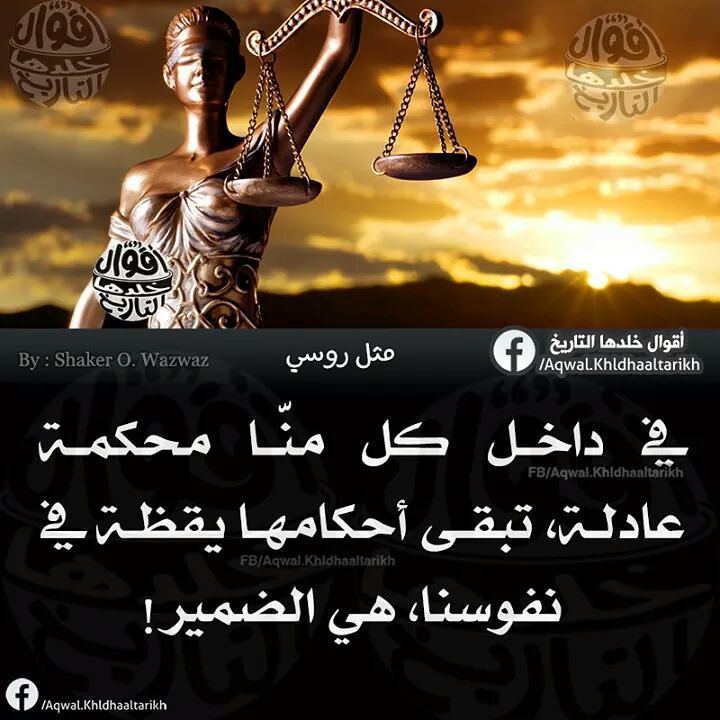 أقوال
خلدها
التاريخ
أقوال
خلدها
التاريخ
أقوال
خلدها
التاريخ
أقوال خلدها التاريخ
/Aqwal.Khldhaaltarikh
مثل روسي
By : Shaker O. Wazwaz
في داخل كل منّا محكمة
FB/Aqwal.Khldhaaltarikh
عادلة، تبقى أحكامها يقظة في
FB/Aqwal.Khldhaaltarikh
نفوسنا، هي الضمير!
/Aqwal.Khldhaaltarikh